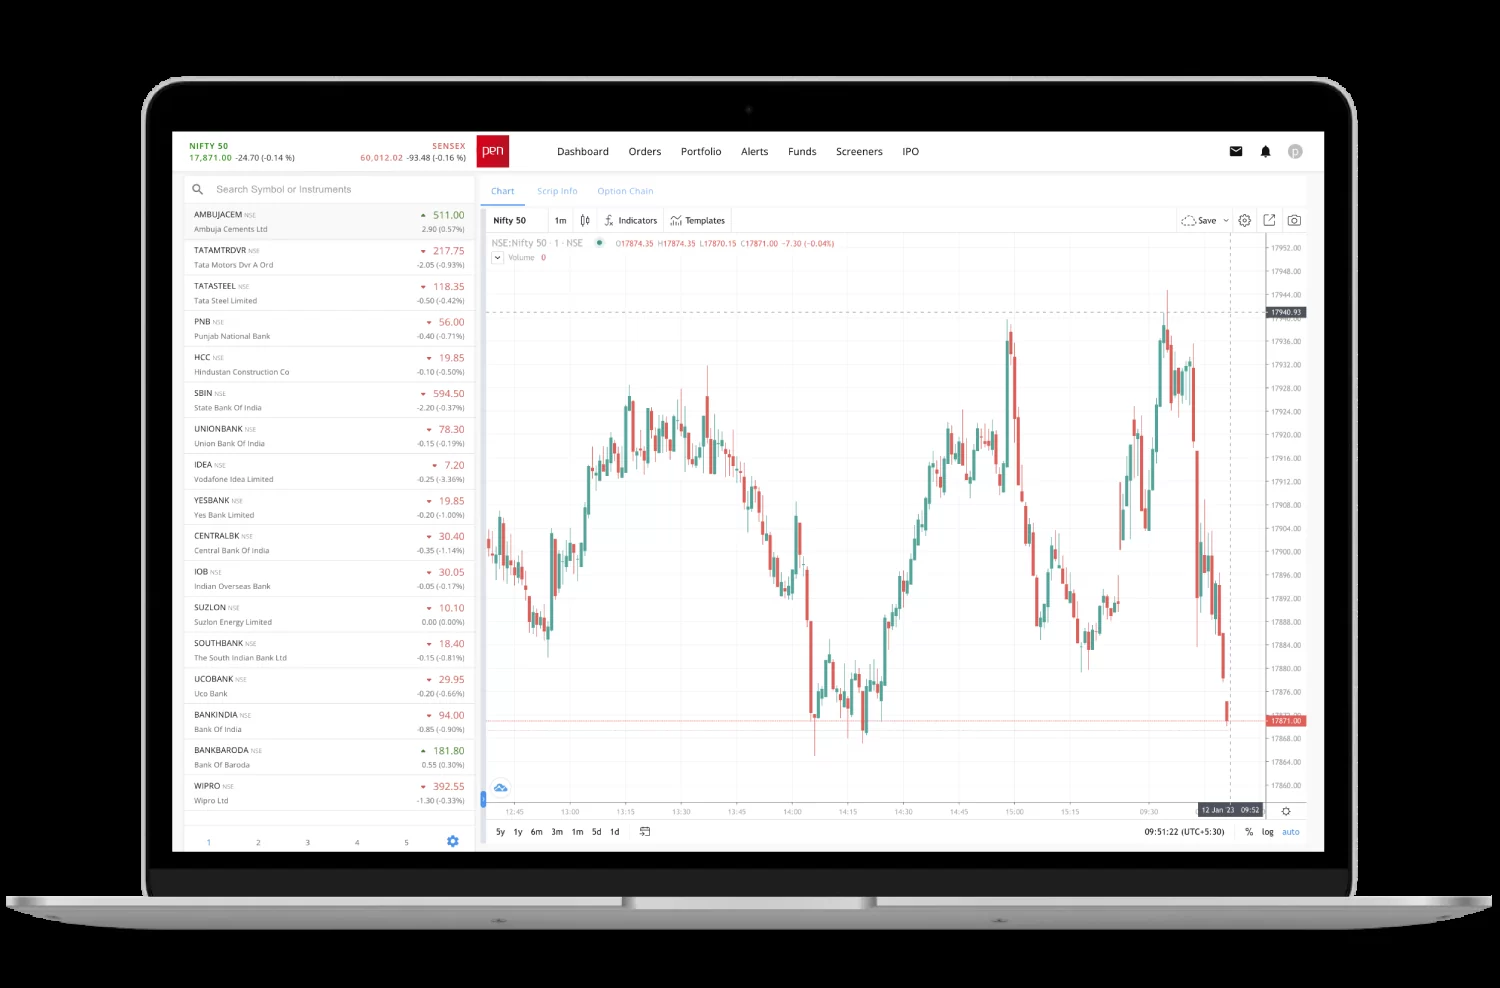 NIFTY 50
17,871.00 -24.70 (-0.14 %)
SENSEX
60,012.02 -93.48 (-0.16 %)
pen
Dashboard Orders Portfolio Alerts Funds Screeners IPO
p
Search Symbol or Instruments
AMBUJACEM NSE 511.00
Ambuja Cements Ltd 2.90 (0.57%)
TATAMTRDVR NSE 217.75
Tata Motors Dvr A Ord -2.05 (-0.93%)
TATASTEEL NSE 118.35
Tata Steel Limited -0.50 (-0.42%)
PNB NSE 56.00
Punjab National Bank -0.40 (-0.71%)
HCC NSE 19.85
Hindustan Construction Co -0.10 (-0.50%)
SBIN NSE 594.50
State Bank Of India -2.20 (-0.37%)
UNIONBANK NSE 78.30
Union Bank Of India -0.15 (-0.19%)
IDEA NSE 7.20
Vodafone Idea Limited -0.25 (-3.36%)
YESBANK NSE 19.85
Yes Bank Limited -0.20 (-1.00%)
CENTRALBK NSE 30.40
Central Bank Of India -0.35 (-1.14%)
IOB NSE 30.05
Indian Overseas Bank -0.05 (-0.17%)
SUZLON NSE 10.10
Suzlon Energy Limited 0.00 (0.00%)
SOUTHBANK NSE 18.40
The South Indian Bank Ltd -0.15 (-0.81%)
UCOBANK NSE 29.95
Uco Bank -0.20 (-0.66%)
BANKINDIA NSE 94.00
Bank Of India -0.85 (-0.90%)
BANKBARODA NSE 181.80
Bank Of Baroda 0.55 (0.30%)
WIPRO NSE 392.55
Wipro Ltd -1.30 (-0.33%)
1 2 3 4 5
Chart Scrip Info Option Chain
Nifty 50 1m Indicators Templates Save
NSE:Nifty 50 · 1 · NSE O17874.35 H17874.35 L17870.15 C17871.00 -7.30 (-0.04%)
Volume 0
17952.00
17948.00
17944.00
17940.93
17936.00
17932.00
17928.00
17924.00
17920.00
17916.00
17912.00
17908.00
17904.00
17900.00
17896.00
17892.00
17888.00
17884.00
17880.00
17876.00
17871.00
17868.00
17864.00
17860.00
12:45 13:00 13:15 13:30 13:45 14:00 14:15 14:30 14:45 15:00 15:15 09:30 12 Jan '23 09:52
5y 1y 6m 3m 1m 5d 1d 09:51:22 (UTC+5:30) % log auto